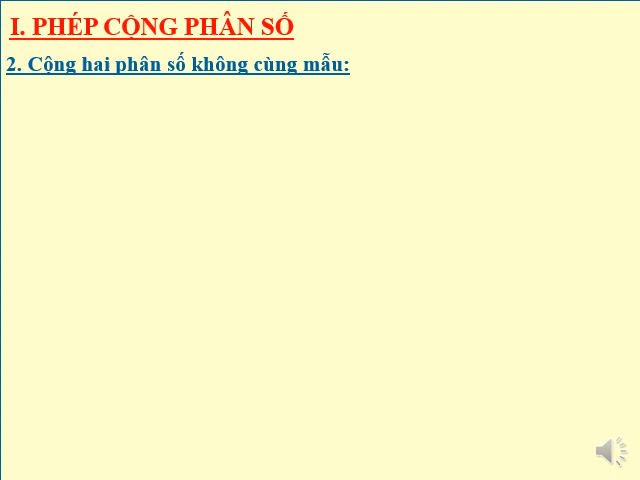 I. PHÉP CỘNG PHÂN SỐ
2. Cộng hai phân số không cùng mẫu: